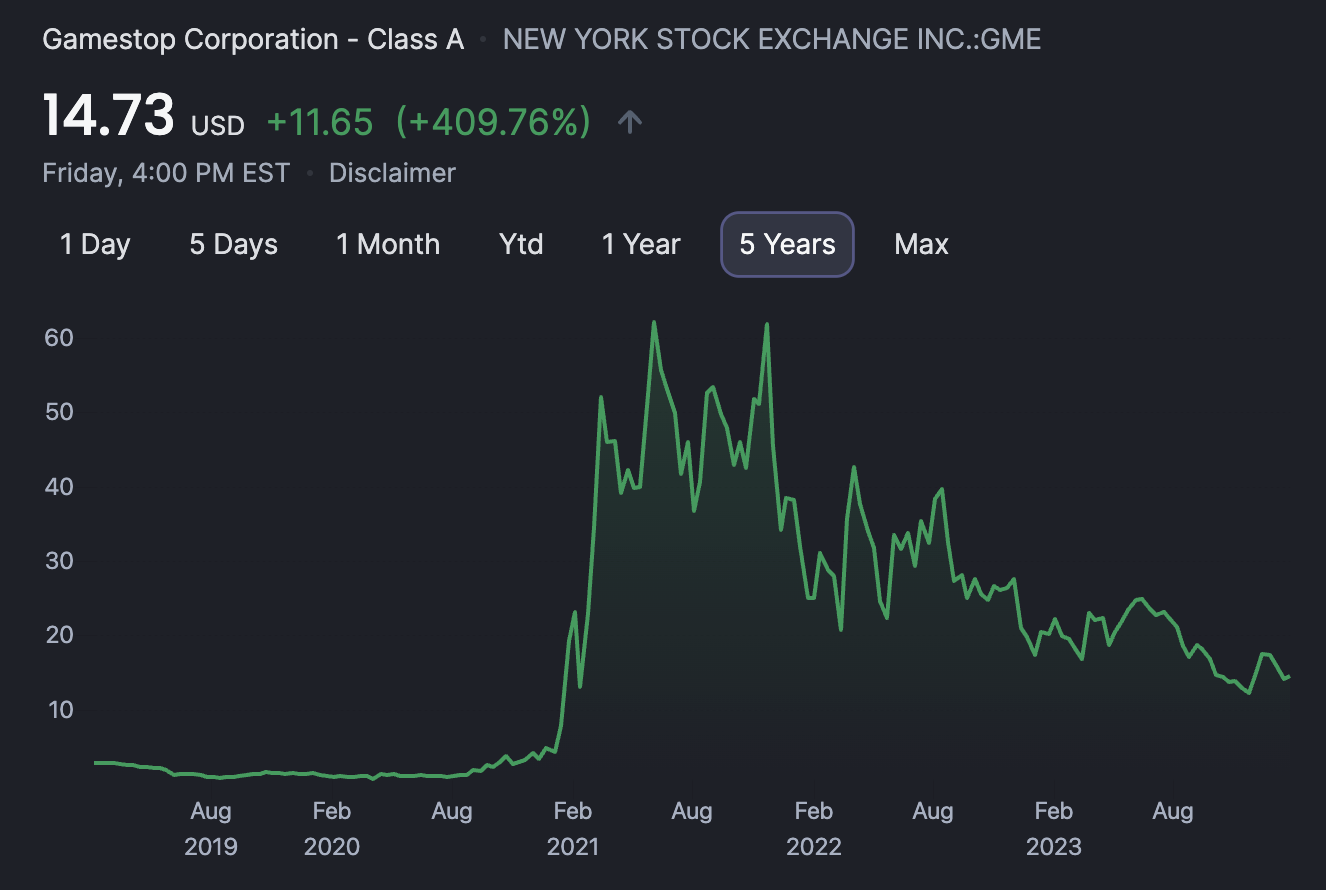 Gamestop Corporation - Class A · NEW YORK STOCK EXCHANGE INC.:GME
14.73 USD +11.65 (+409.76%) ↑
Friday, 4:00 PM EST · Disclaimer
1 Day 5 Days 1 Month Ytd 1 Year 5 Years Max
60
50
40
30
20
10
Aug Feb Aug Feb Aug Feb Aug Feb Aug
2019 2020 2021 2022 2023